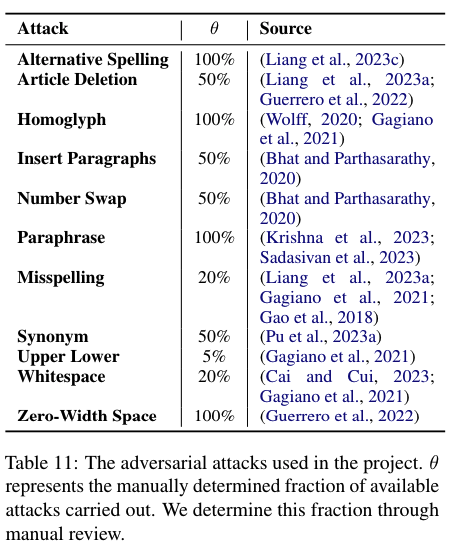 Attack θ Source
Alternative Spelling 100% (Liang et al., 2023c)
Article Deletion 50% (Liang et al., 2023a;
Guerrero et al., 2022)
Homoglyph 100% (Wolff, 2020; Gagiano
et al., 2021)
Insert Paragraphs 50% (Bhat and Parthasarathy,
2020)
Number Swap 50% (Bhat and Parthasarathy,
2020)
Paraphrase 100% (Krishna et al., 2023;
Sadasivan et al., 2023)
Misspelling 20% (Liang et al., 2023a;
Gagiano et al., 2021;
Gao et al., 2018)
Synonym 50% (Pu et al., 2023a)
Upper Lower 5% (Gagiano et al., 2021)
Whitespace 20% (Cai and Cui, 2023;
Gagiano et al., 2021)
Zero-Width Space 100% (Guerrero et al., 2022)
Table 11: The adversarial attacks used in the project. θ
represents the manually determined fraction of available
attacks carried out. We determine this fraction through
manual review.